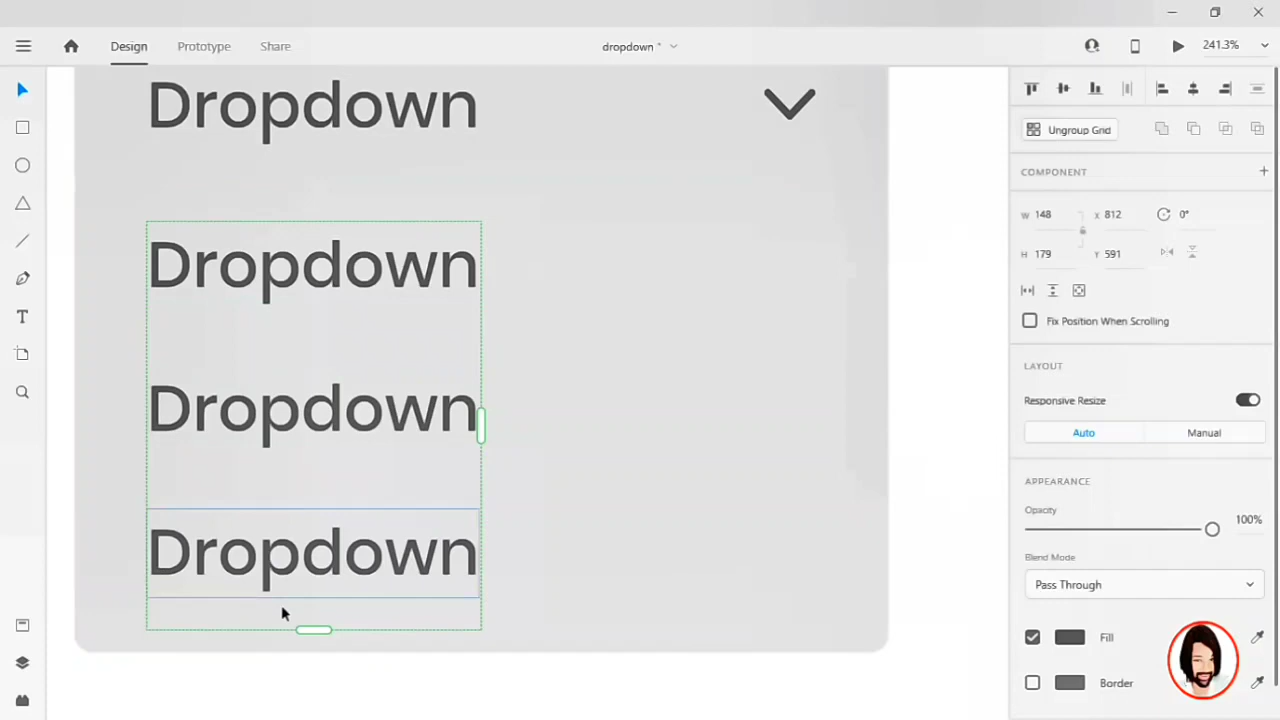 Design Prototype Share dropdown * 241.3%
Dropdown
Ungroup Grid
COMPONENT +
W 148 X 812 0°
H 179 Y 591
Dropdown
Fix Position When Scrolling
LAYOUT
Responsive Resize
Dropdown
Auto Manual
APPEARANCE
Opacity
100%
Dropdown
Blend Mode
Pass Through
Fill
Border